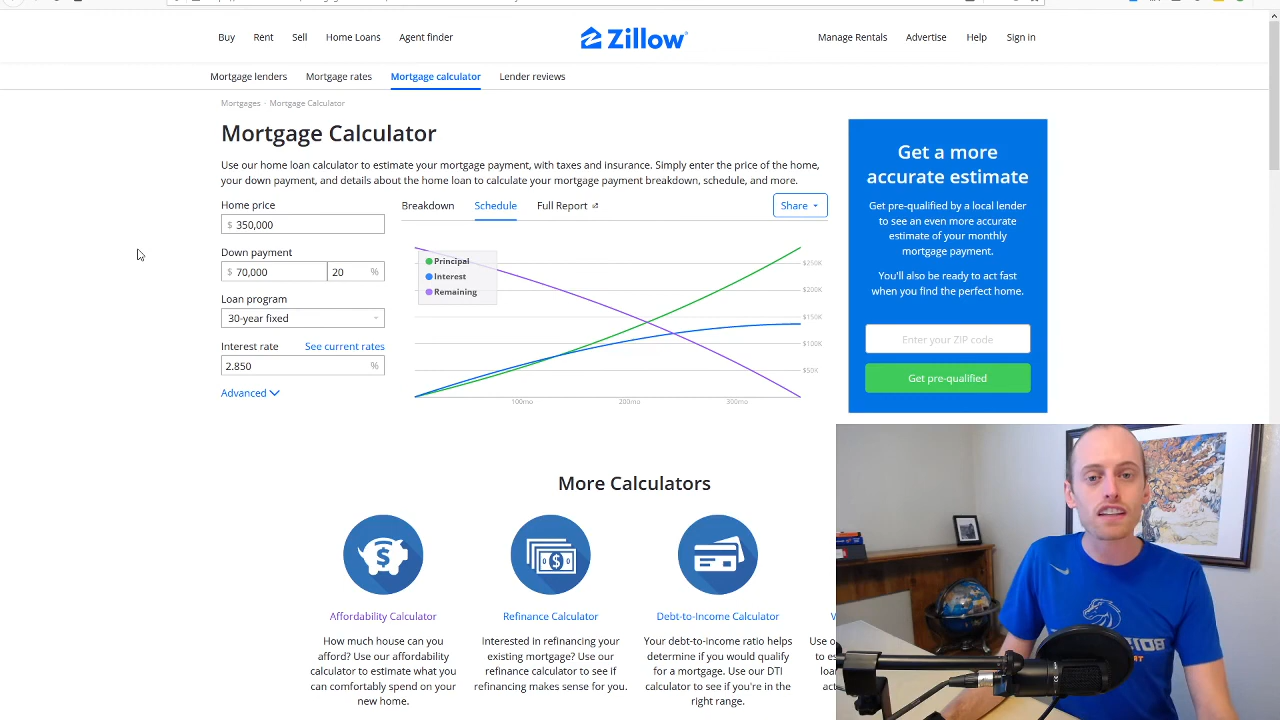 Buy Rent Sell Home Loans Agent finder Zillow Manage Rentals Advertise Help Sign in
Mortgage lenders Mortgage rates Mortgage calculator Lender reviews
Mortgages · Mortgage Calculator
Mortgage Calculator
Use our home loan calculator to estimate your mortgage payment, with taxes and insurance. Simply enter the price of the home,
your down payment, and details about the home loan to calculate your mortgage payment breakdown, schedule, and more.
Home price
$ 350,000
Down payment
$ 70,000 20 %
Loan program
30-year fixed
Interest rate See current rates
2.850 %
Advanced
Breakdown Schedule Full Report Share
Principal
Interest
Remaining
$250K
$200K
$150K
$100K
$50K
100mo 200mo 300mo
Get a more
accurate estimate
Get pre-qualified by a local lender
to see an even more accurate
estimate of your monthly
mortgage payment.
You'll also be ready to act fast
when you find the perfect home.
Enter your ZIP code
Get pre-qualified
More Calculators
Affordability Calculator
How much house can you
afford? Use our affordability
calculator to estimate what you
can comfortably spend on your
new home.
Refinance Calculator
Interested in refinancing your
existing mortgage? Use our
refinance calculator to see if
refinancing makes sense for you.
Debt-to-Income Calculator
Your debt-to-income ratio helps
determine if you would qualify
for a mortgage. Use our DTI
calculator to see if you're in the
right range.